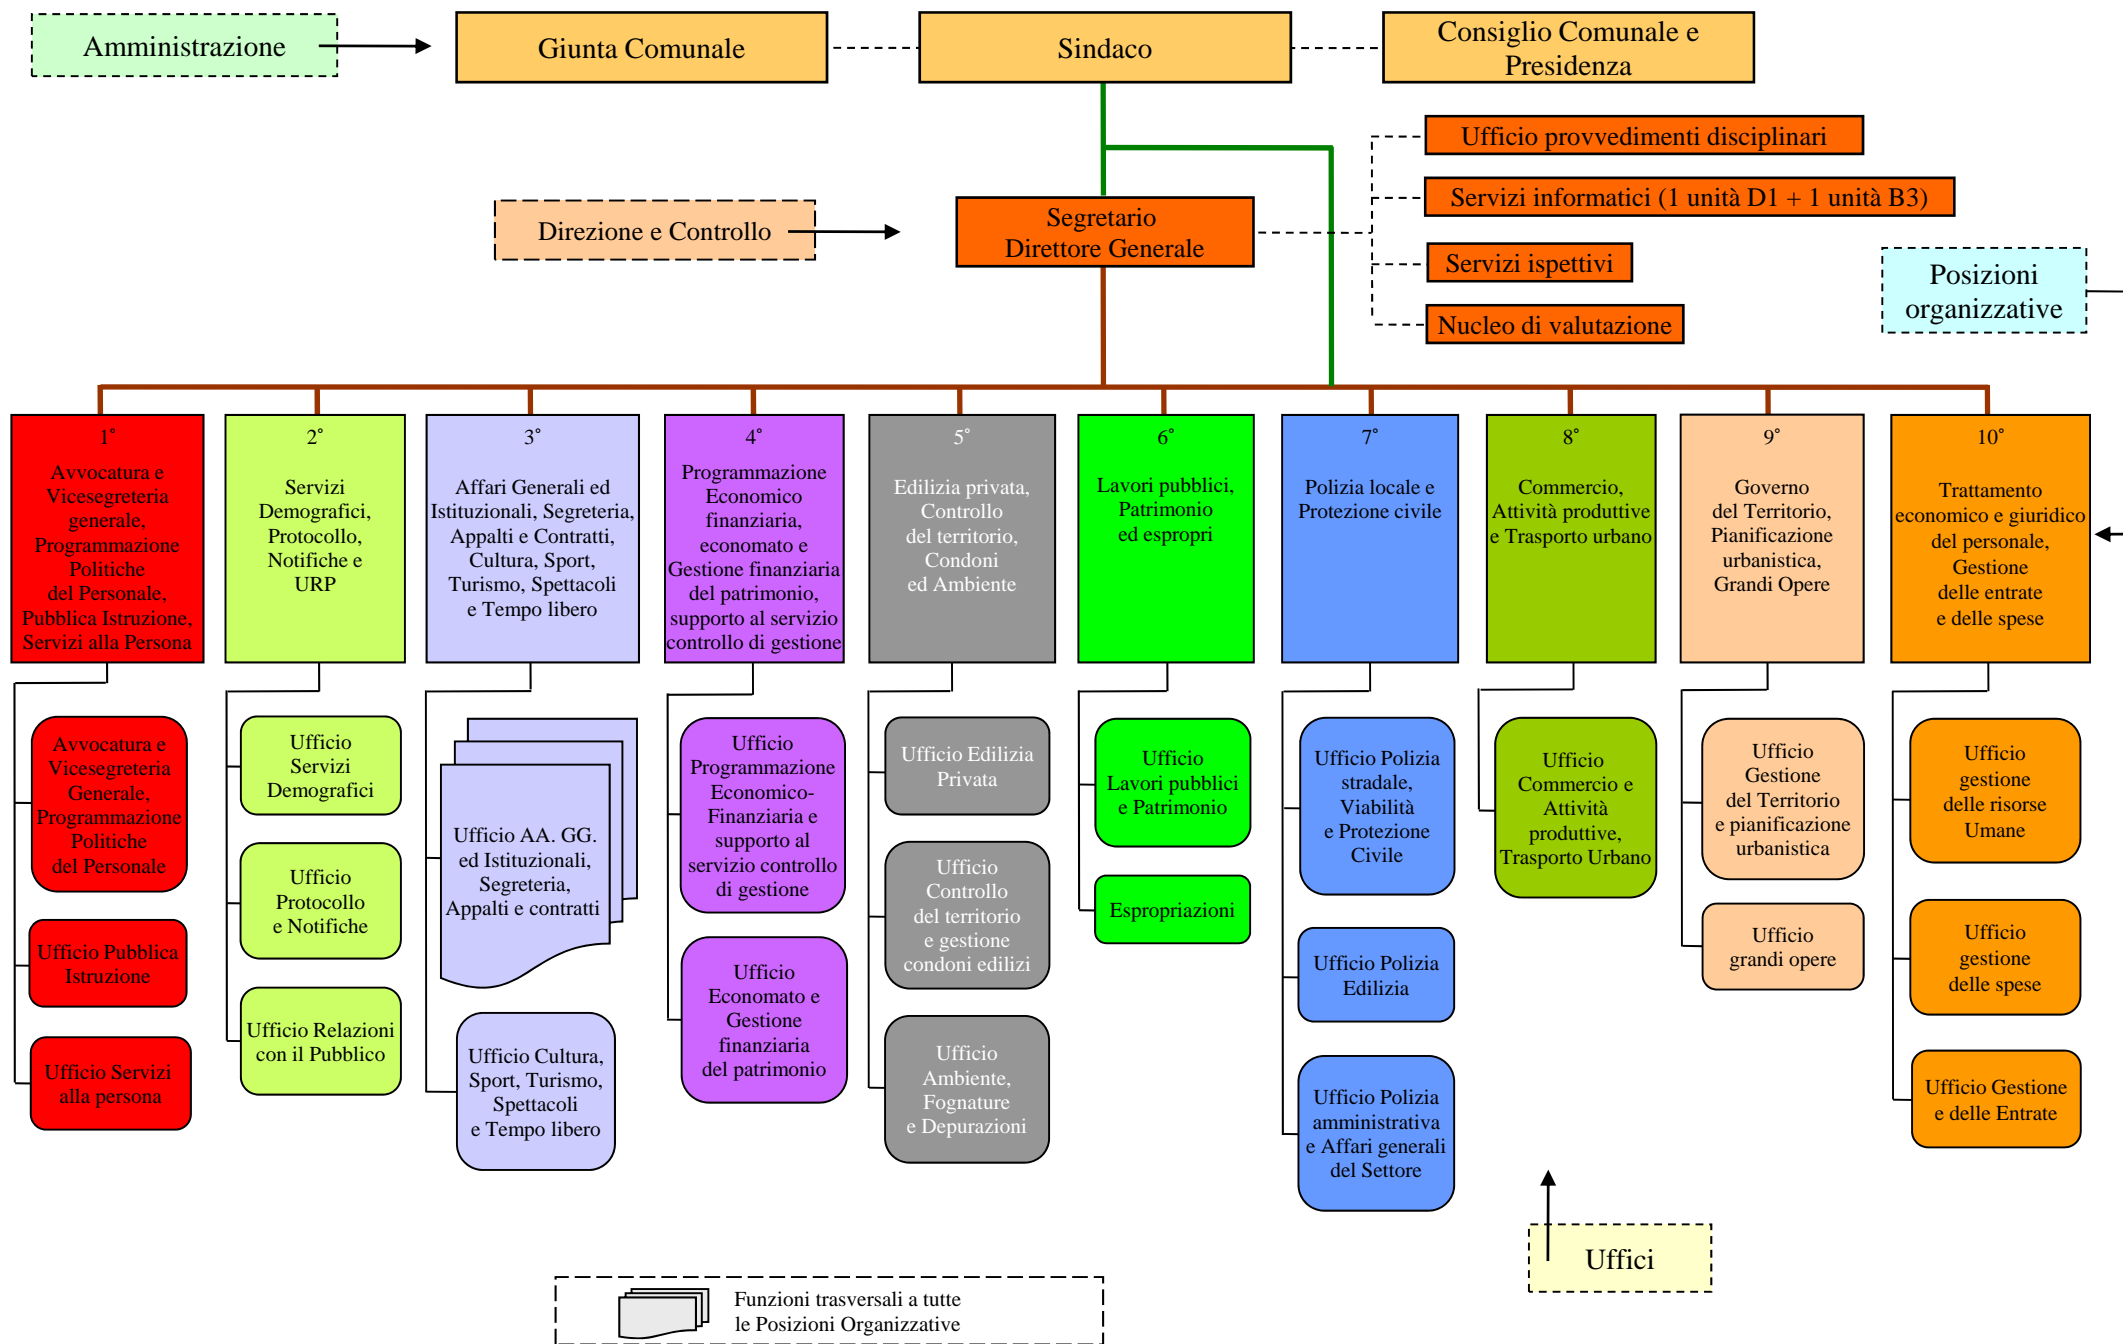 Amministrazione
Giunta Comunale
Sindaco
Consiglio Comunale e
Presidenza
Ufficio provvedimenti disciplinari
Servizi informatici (1 unità D1 + 1 unità B3)
Direzione e Controllo
Segretario
Direttore Generale
Servizi ispettivi
Nucleo di valutazione
Posizioni
organizzative
1°
Avvocatura e
Vicesegreteria
generale,
Programmazione
Politiche
del Personale,
Pubblica Istruzione,
Servizi alla Persona
2°
Servizi
Demografici,
Protocollo,
Notifiche e
URP
3°
Affari Generali ed
Istituzionali, Segreteria,
Appalti e Contratti,
Cultura, Sport,
Turismo, Spettacoli
e Tempo libero
4°
Programmazione
Economico
finanziaria,
economato e
Gestione finanziaria
del patrimonio,
supporto al servizio
controllo di gestione
5°
Edilizia privata,
Controllo
del territorio,
Condoni
ed Ambiente
6°
Lavori pubblici,
Patrimonio
ed espropri
7°
Polizia locale e
Protezione civile
8°
Commercio,
Attività produttive
e Trasporto urbano
9°
Governo
del Territorio,
Pianificazione
urbanistica,
Grandi Opere
10°
Trattamento
economico e giuridico
del personale,
Gestione
delle entrate
e delle spese
Avvocatura e
Vicesegreteria
Generale,
Programmazione
Politiche
del Personale
Ufficio Pubblica
Istruzione
Ufficio Servizi
alla persona
Ufficio
Servizi
Demografici
Ufficio
Protocollo
e Notifiche
Ufficio Relazioni
con il Pubblico
Ufficio AA. GG.
ed Istituzionali,
Segreteria,
Appalti e contratti
Ufficio Cultura,
Sport, Turismo,
Spettacoli
e Tempo libero
Ufficio
Programmazione
Economico-
Finanziaria e
supporto al
servizio controllo
di gestione
Ufficio
Economato e
Gestione
finanziaria
del patrimonio
Ufficio Edilizia
Privata
Ufficio
Controllo
del territorio
e gestione
condoni edilizi
Ufficio
Ambiente,
Fognature
e Depurazioni
Ufficio
Lavori pubblici
e Patrimonio
Espropriazioni
Ufficio Polizia
stradale,
Viabilità
e Protezione
Civile
Ufficio Polizia
Edilizia
Ufficio Polizia
amministrativa
e Affari generali
del Settore
Ufficio
Commercio e
Attività
produttive,
Trasporto Urbano
Ufficio
Gestione
del Territorio
e pianificazione
urbanistica
Ufficio
grandi opere
Ufficio
gestione
delle risorse
Umane
Ufficio
gestione
delle spese
Ufficio Gestione
e delle Entrate
Uffici
Funzioni trasversali a tutte
le Posizioni Organizzative